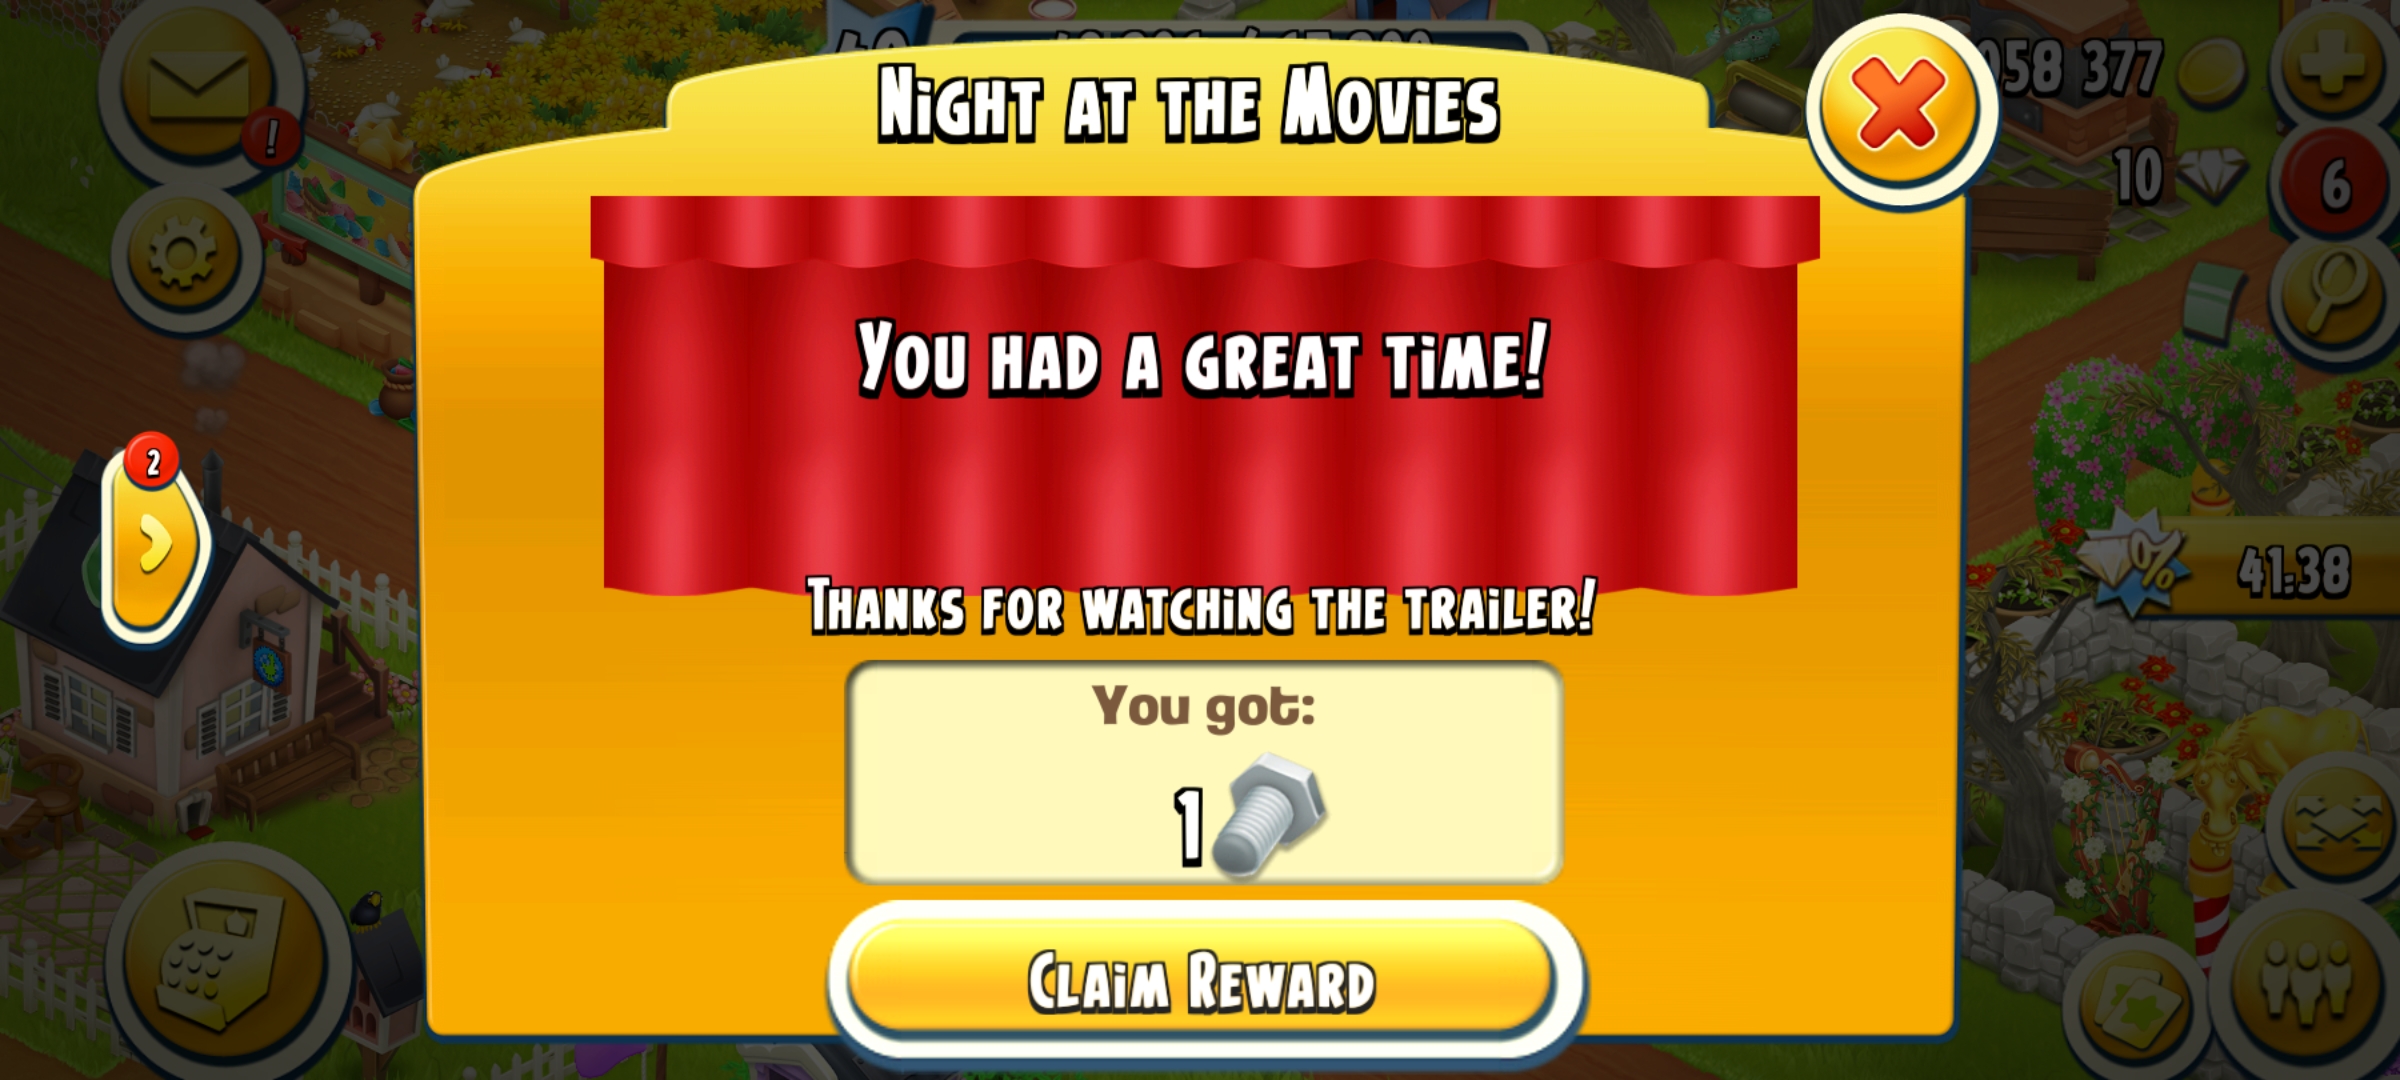 Night at the Movies
058 377
!
10
6
You had a great time!
2
41:38
Thanks for watching the trailer!
You got:
1
Claim Reward